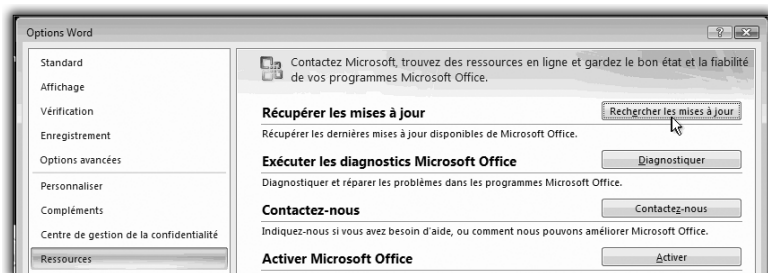 Options Word
Standard
Affichage
Vérification
Enregistrement
Options avancées
Personnaliser
Compléments
Centre de gestion de la confidentialité
Ressources
Contactez Microsoft, trouvez des ressources en ligne et gardez le bon état et la fiabilité
de vos programmes Microsoft Office.
Récupérer les mises à jour
Rechercher les mises à jour
Récupérer les dernières mises à jour disponibles de Microsoft Office.
Exécuter les diagnostics Microsoft Office
Diagnostiquer
Diagnostiquer et réparer les problèmes dans les programmes Microsoft Office.
Contactez-nous
Contactez-nous
Indiquez-nous si vous avez besoin d'aide, ou comment nous pouvons améliorer Microsoft Office.
Activer Microsoft Office
Activer